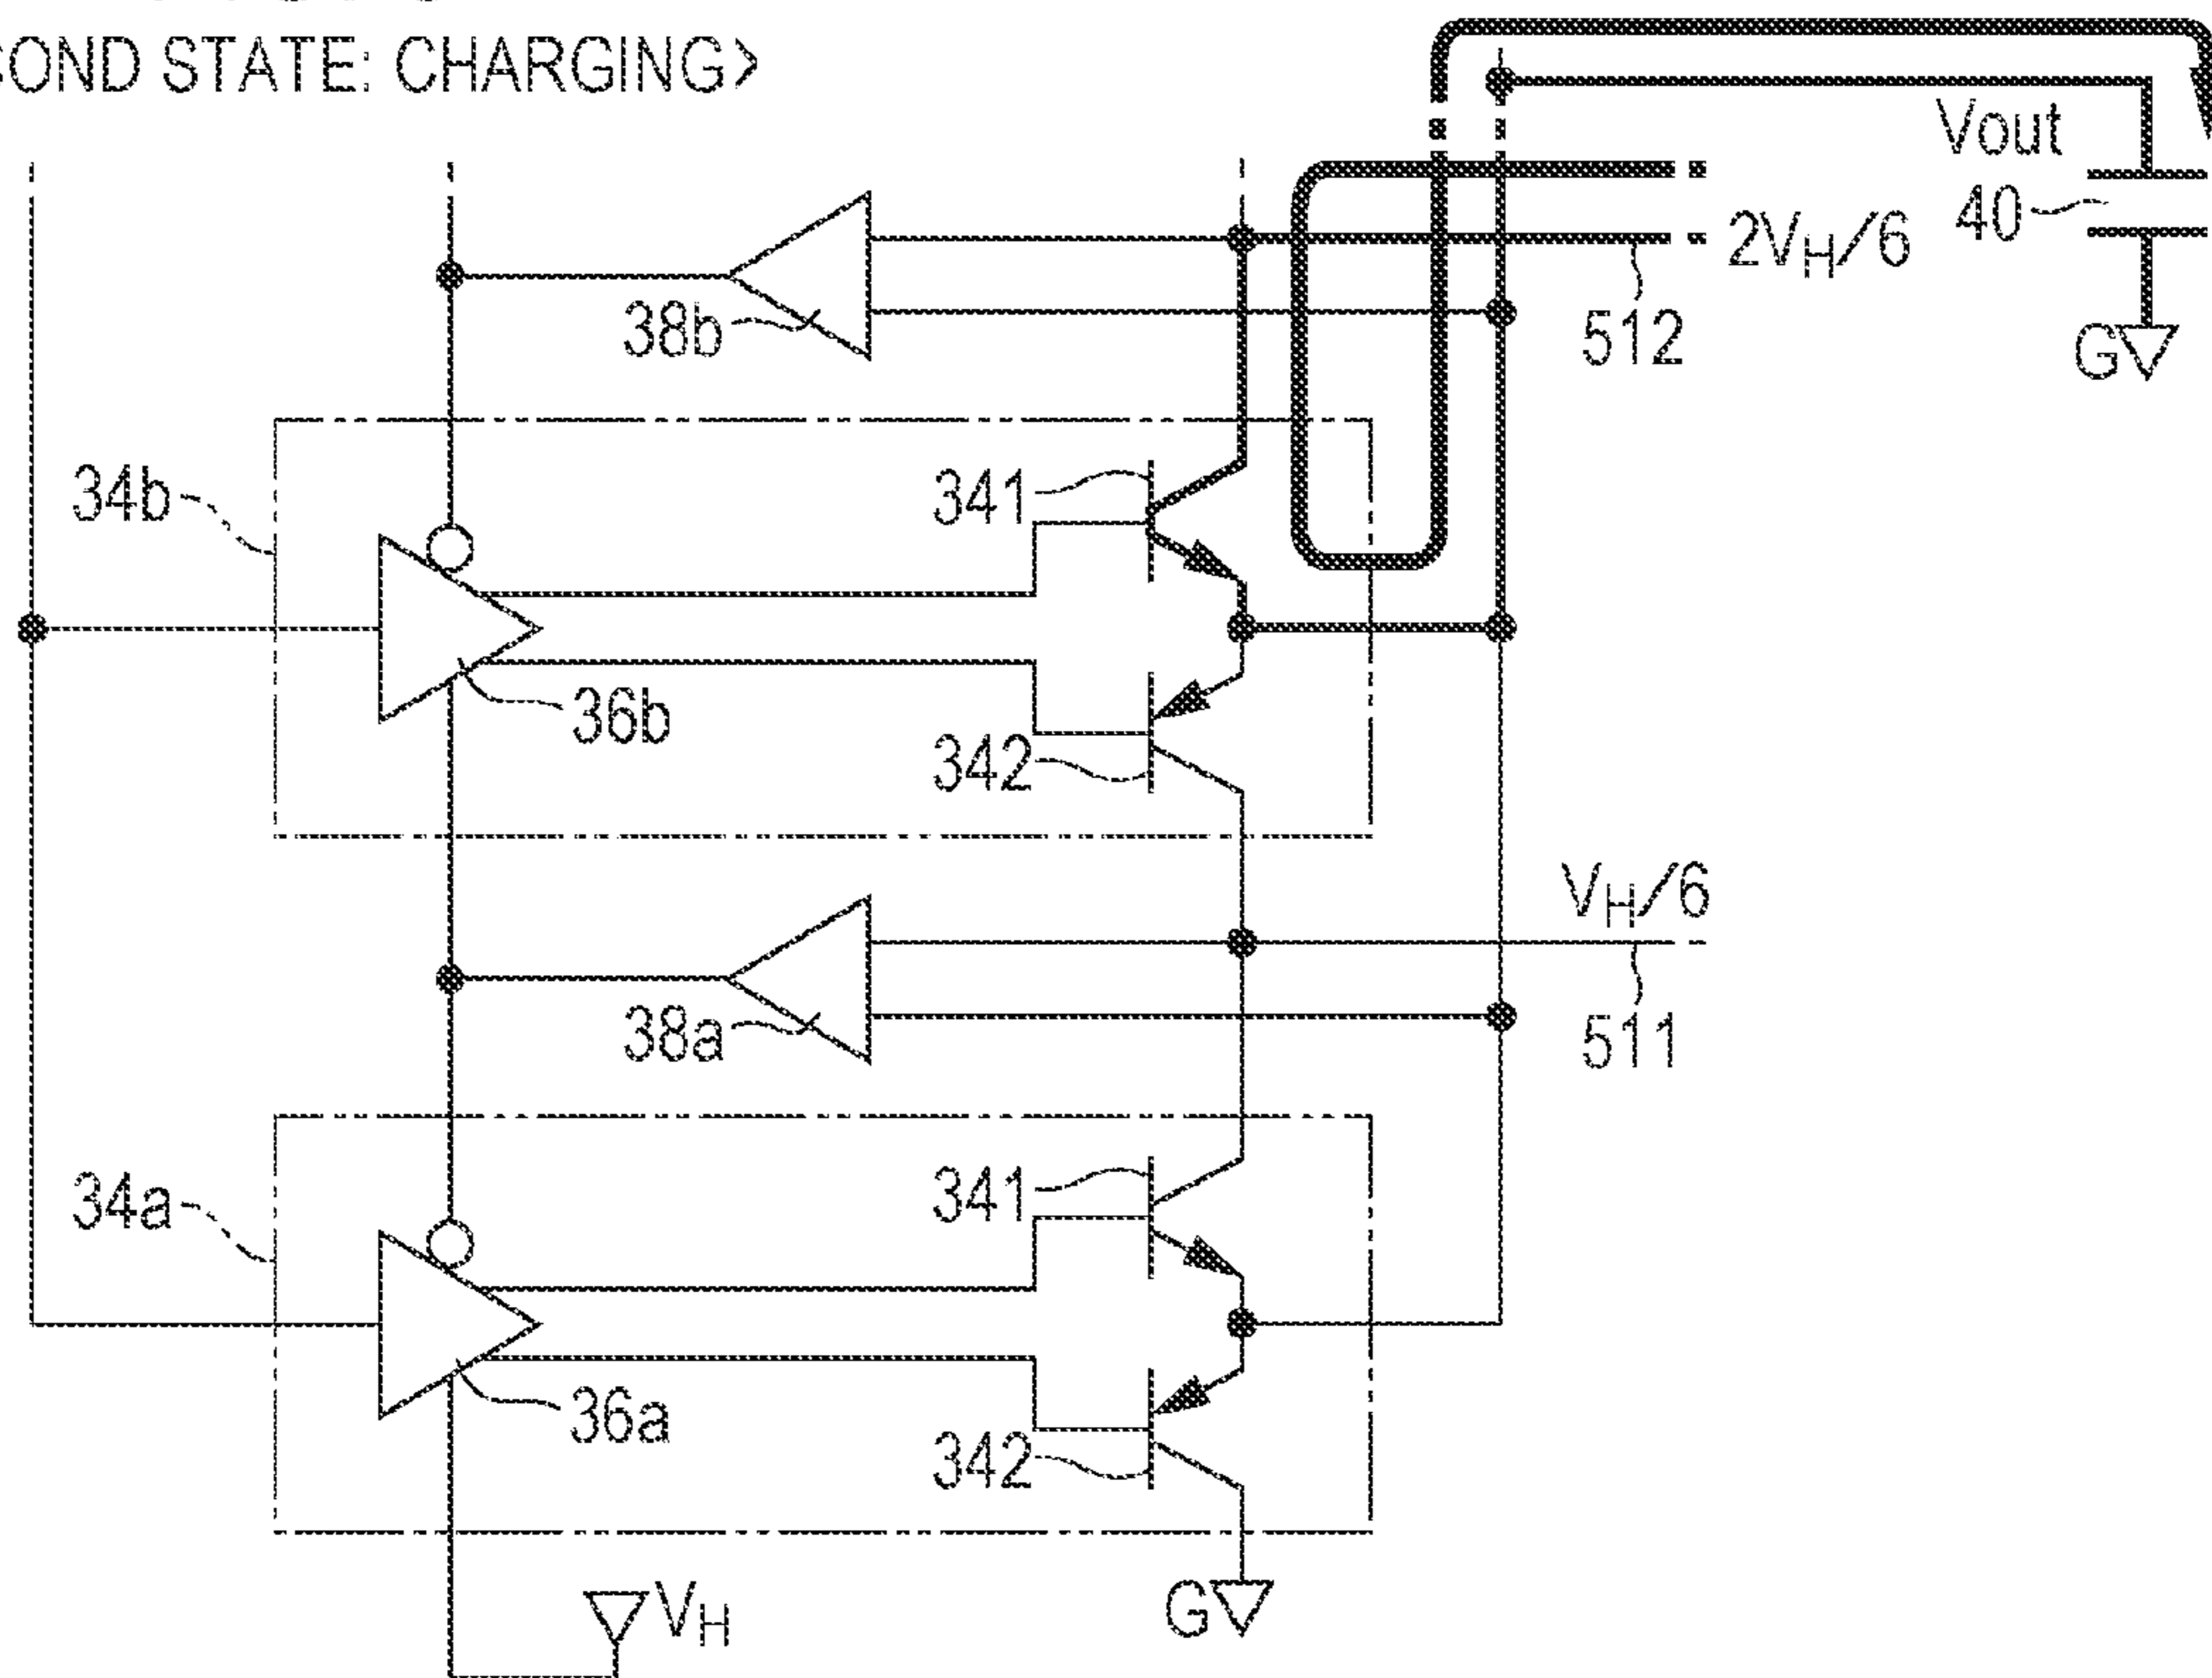 COND STATE: CHARGING>
Vout
40
2VH/6
38b
512
G
34b
341
36b
342
VH/6
38a
511
34a
341
36a
342
VH
G